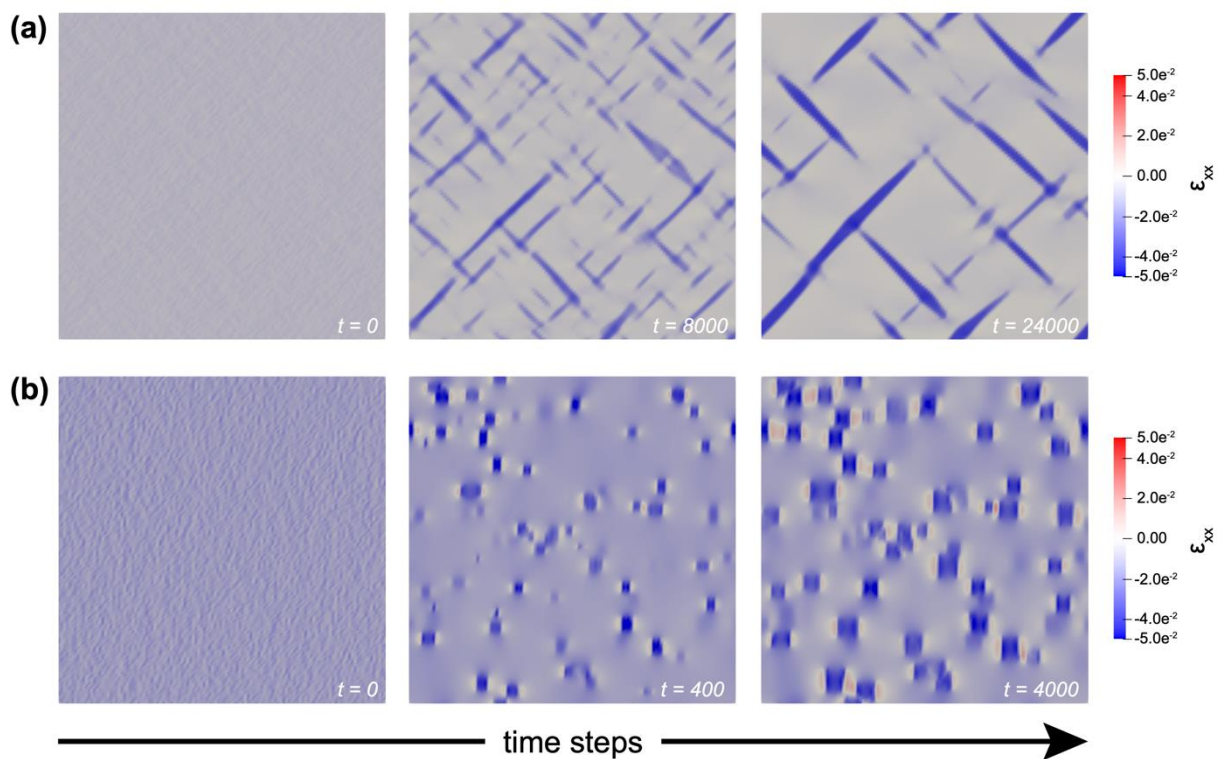 (a)
t = 0
t = 8000
t = 24000
5.0e⁻²
4.0e⁻²
2.0e⁻²
0.00
-2.0e⁻²
-4.0e⁻²
-5.0e⁻²
εxx
(b)
t = 0
t = 400
t = 4000
5.0e⁻²
4.0e⁻²
2.0e⁻²
0.00
-2.0e⁻²
-4.0e⁻²
-5.0e⁻²
εxx
time steps